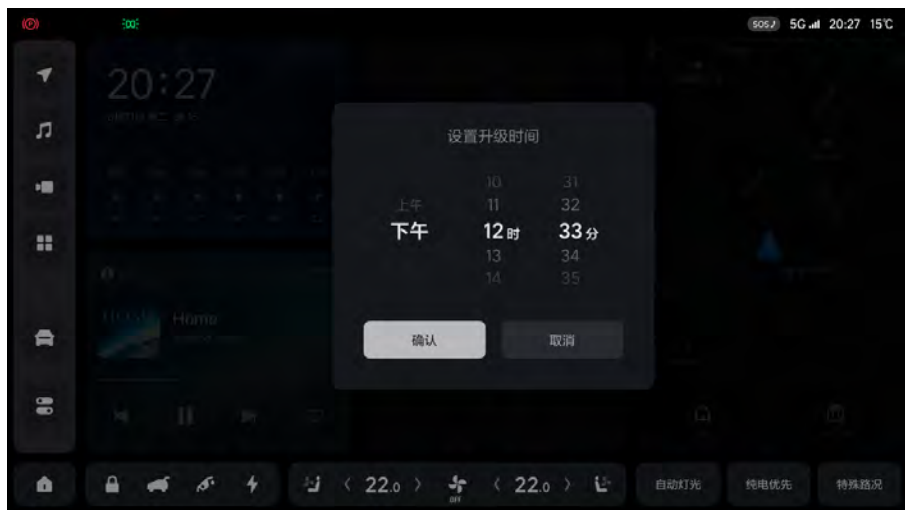 SOS 5G 20:27 15℃
20:27
设置升级时间
10 31
上午 11 32
下午 12时 33分
13 34
14 35
Home
确认 取消
22.0 OFF 22.0 自动灯光 纯电优先 特殊路况